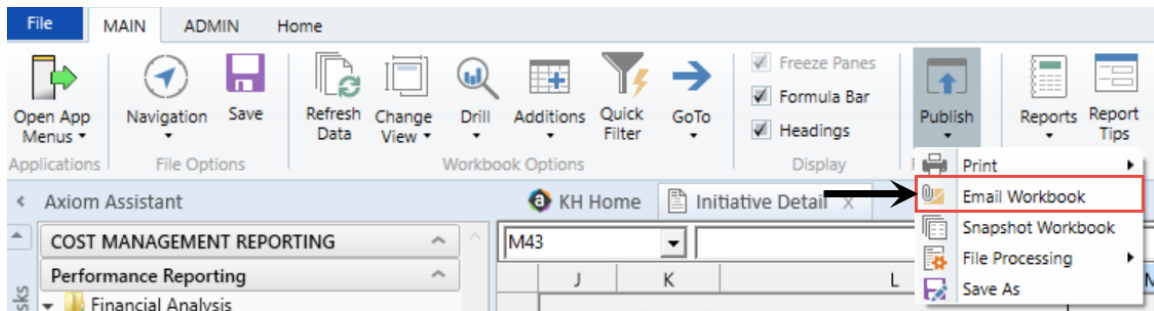 File MAIN ADMIN Home
Open App Menus
Navigation
Save
Refresh Data
Change View
Drill
Additions
Quick Filter
GoTo
Freeze Panes
Formula Bar
Headings
Publish
Reports
Report Tips
Applications File Options Workbook Options Display
Print
Email Workbook
Snapshot Workbook
File Processing
Save As
Axiom Assistant
KH Home
Initiative Detail x
COST MANAGEMENT REPORTING
Performance Reporting
Financial Analysis
M43
J K L